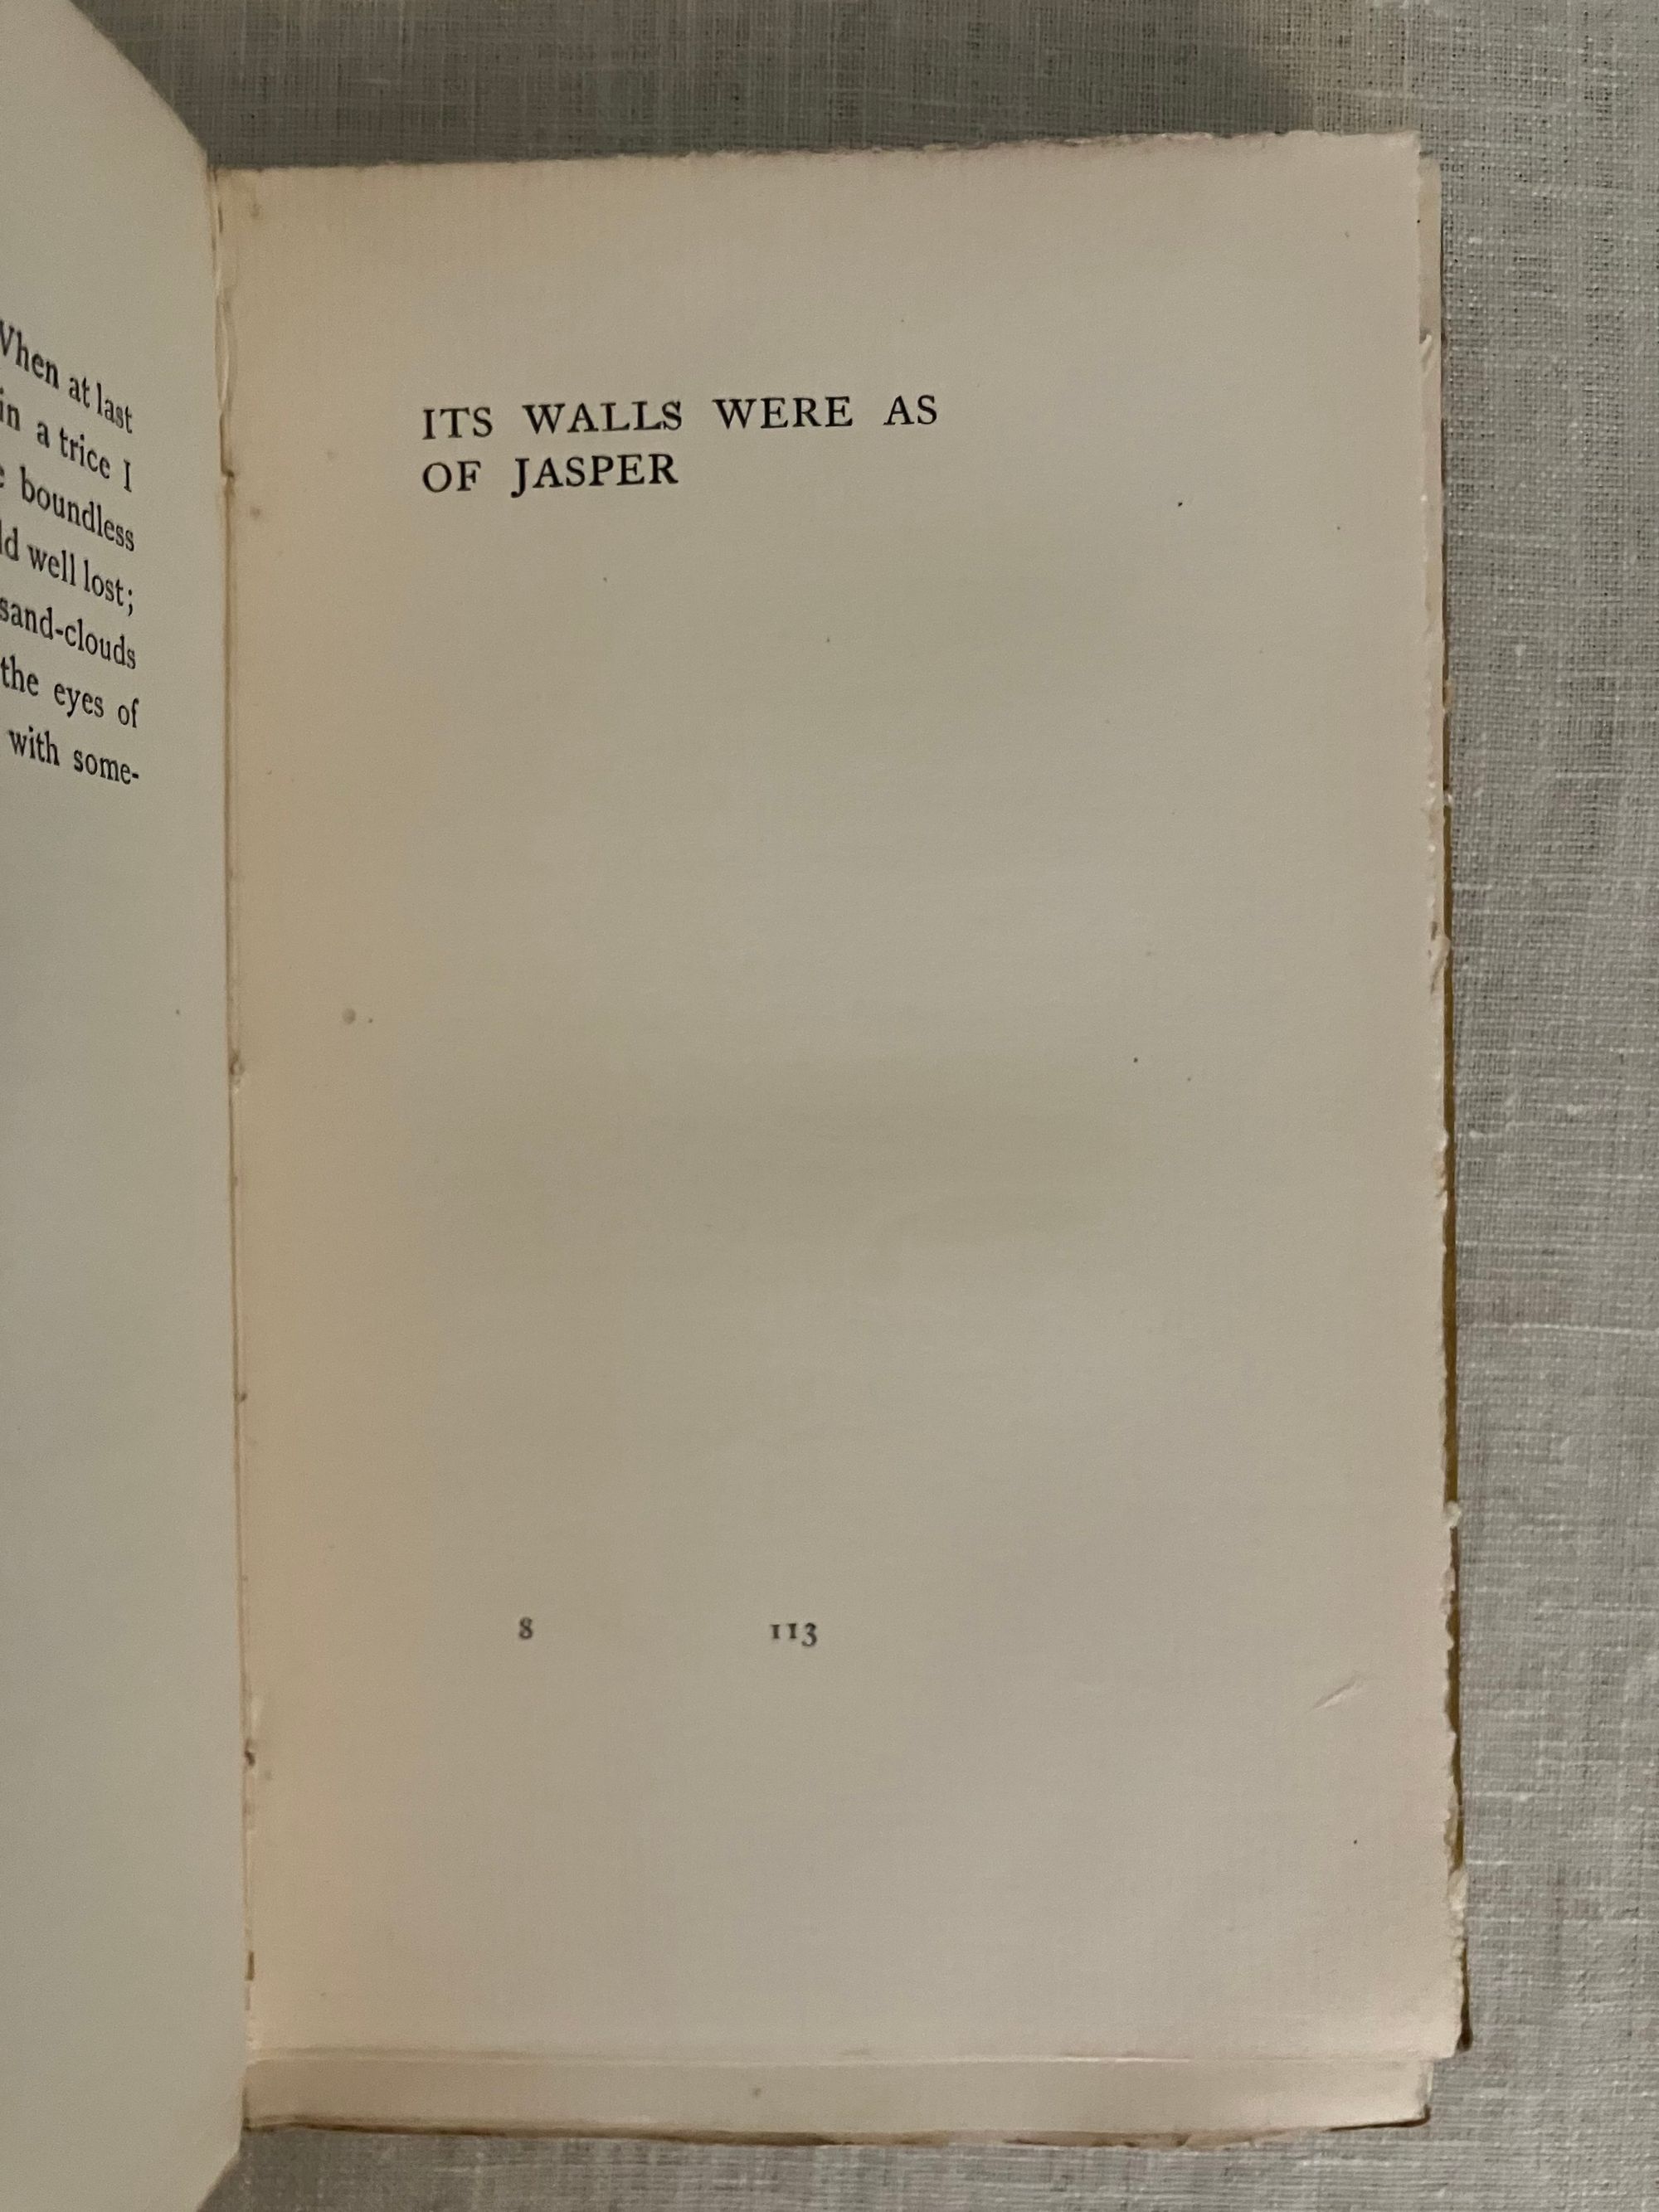 When at last
in a trice I
boundless
well lost;
sand-clouds
the eyes of
with some-
ITS WALLS WERE AS
OF JASPER
8 113